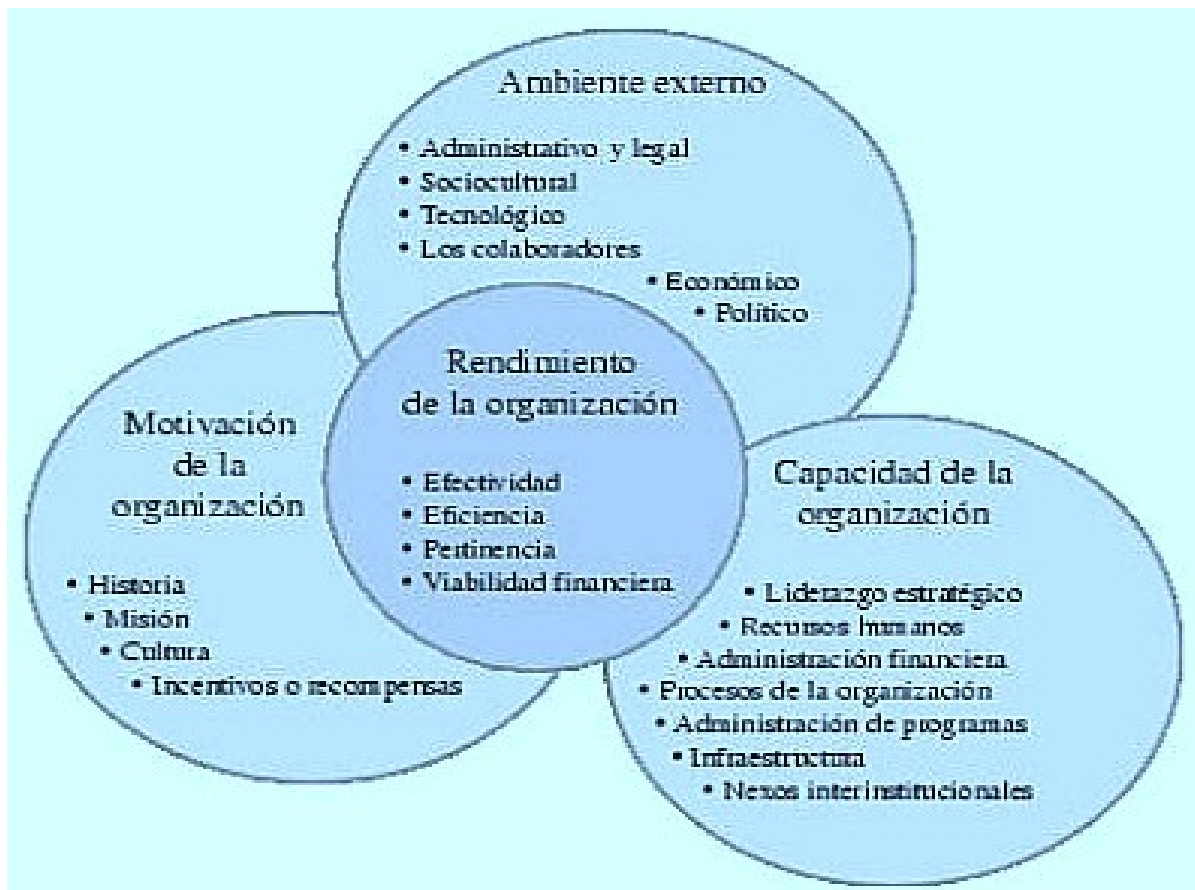 Ambiente externo
• Administrativo y legal
• Sociocultural
• Tecnológico
• Los colaboradores
• Económico
• Político
Rendimiento
de la organización
• Efectividad
• Eficiencia
• Pertinencia
• Viabilidad financiera
Motivación
de la
organización
• Historia
• Misión
• Cultura
• Incentivos o recompensas
Capacidad de la
organización
• Liderazgo estratégico
• Recursos humanos
• Administración financiera
• Procesos de la organización
• Administración de programas
• Infraestructura
• Nexos interinstitucionales